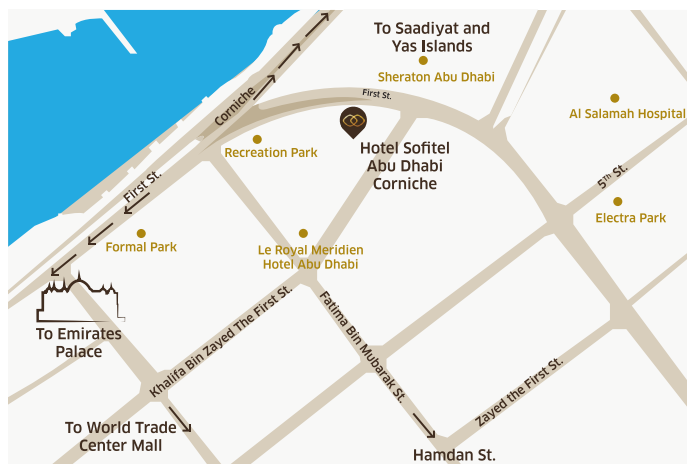 To Saadiyat and
Yas Islands
Sheraton Abu Dhabi
Corniche
First St.
Al Salamah Hospital
Recreation Park
Hotel Sofitel
Abu Dhabi
Corniche
5Th St.
First St.
Electra Park
Formal Park
Le Royal Meridien
Hotel Abu Dhabi
To Emirates
Palace
Khalifa Bin Zayed The First St.
Fatima Bin Mubarak St.
Zayed the First St.
To World Trade
Center Mall
Hamdan St.